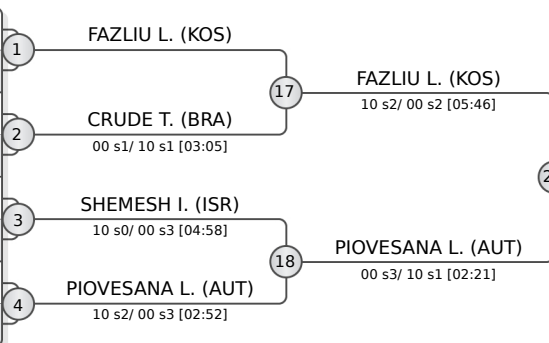 FAZLIU L. (KOS)
1
17
FAZLIU L. (KOS)
10 s2/ 00 s2 [05:46]
CRUDE T. (BRA)
2
00 s1/ 10 s1 [03:05]
SHEMESH I. (ISR)
3
10 s0/ 00 s3 [04:58]
18
PIOVESANA L. (AUT)
00 s3/ 10 s1 [02:21]
PIOVESANA L. (AUT)
4
10 s2/ 00 s3 [02:52]